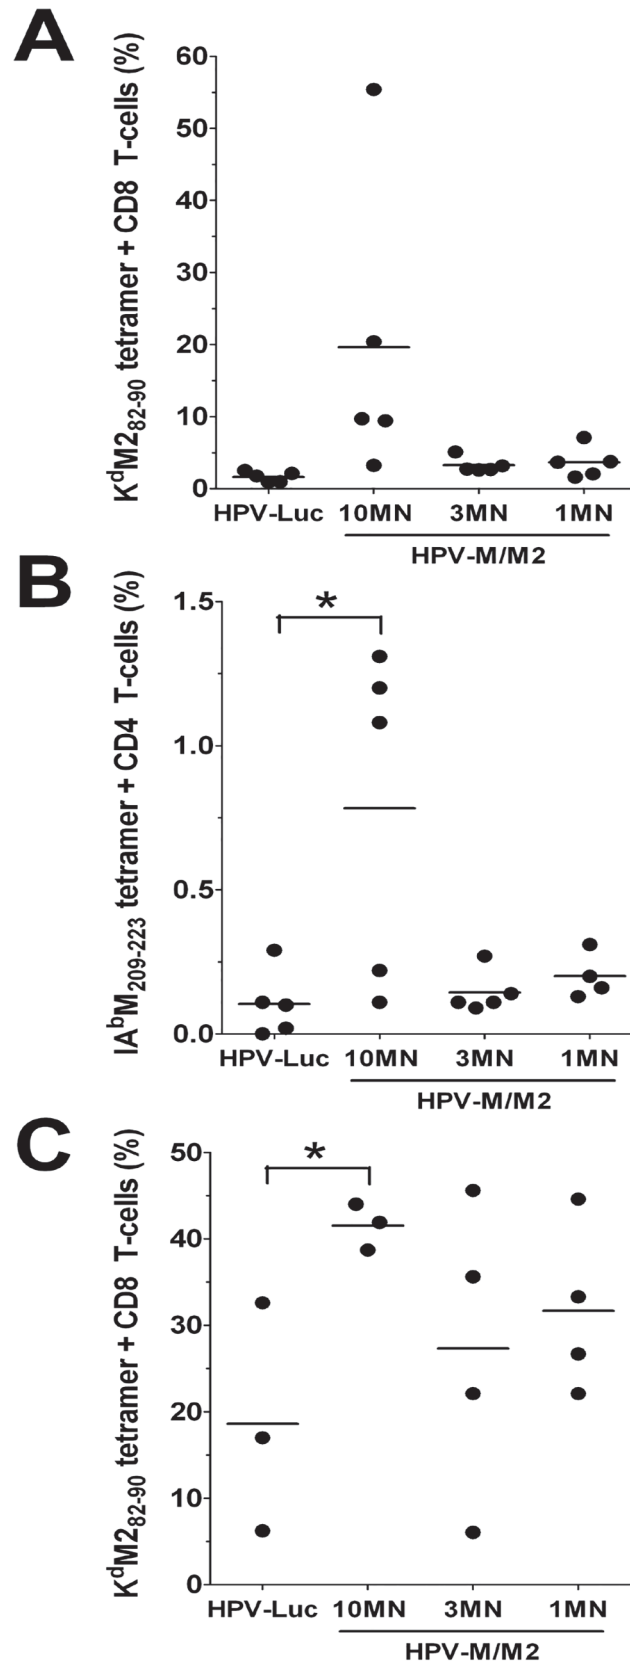 A
KdM282-90 tetramer + CD8 T-cells (%)
60
50
40
30
20
10
0
HPV-Luc 10MN 3MN 1MN
HPV-M/M2
B
IAbM209-223 tetramer + CD4 T-cells (%)
*
1.5
1.0
0.5
0.0
HPV-Luc 10MN 3MN 1MN
HPV-M/M2
C
KdM282-90 tetramer + CD8 T-cells (%)
*
50
40
30
20
10
0
HPV-Luc 10MN 3MN 1MN
HPV-M/M2